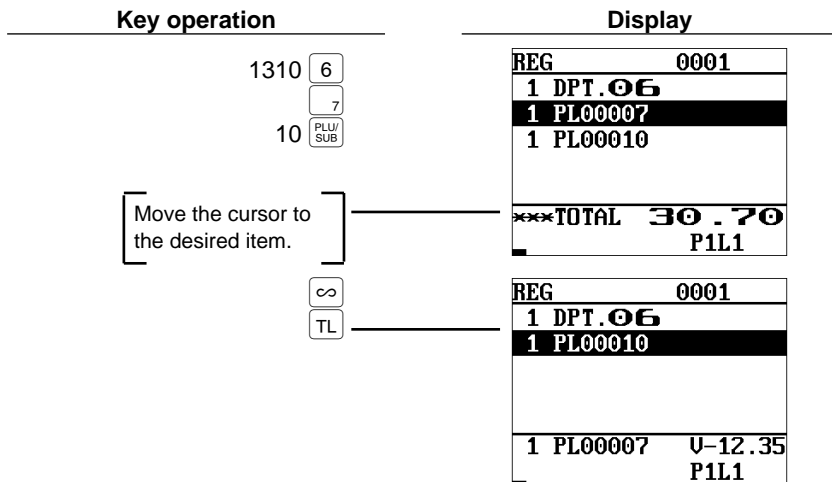 Key operation
Display
1310 6
7
10 PLU/
SUB
Move the cursor to
the desired item.
REG 0001
1 DPT.06
1 PL00007
1 PL00010
***TOTAL 30.70
P1L1
∞
TL
REG 0001
1 DPT.06
1 PL00010
1 PL00007 V-12.35
P1L1